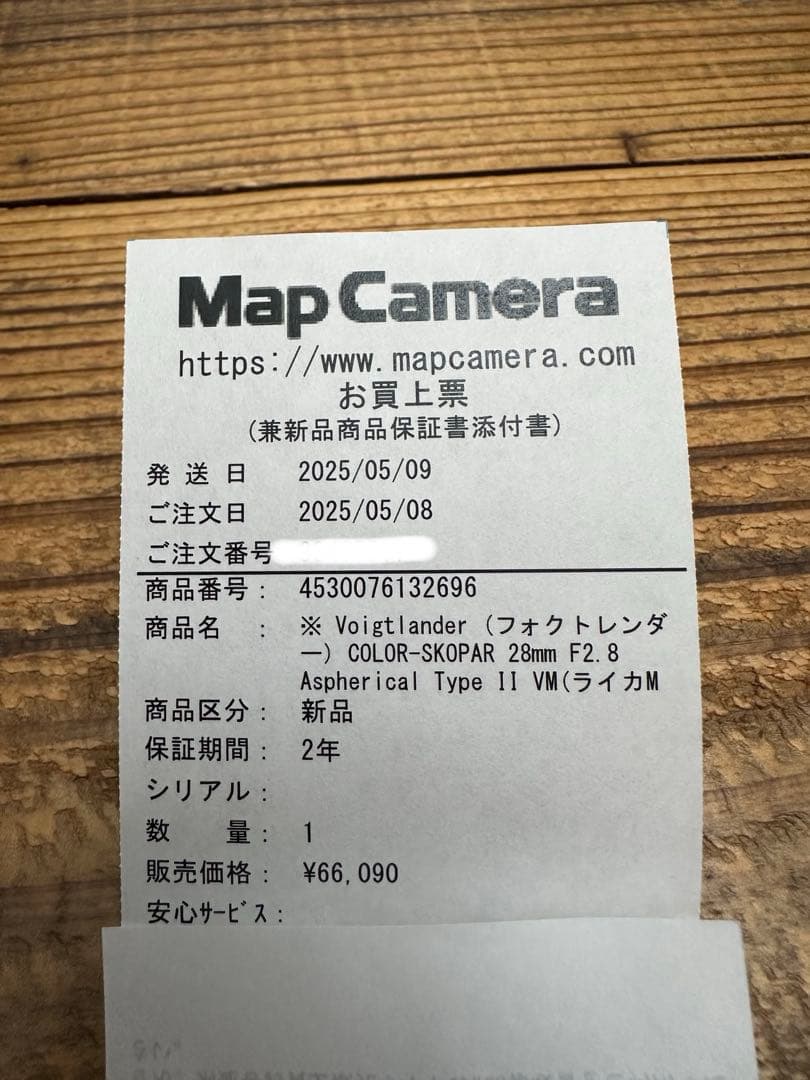 Map Camera
https://www.mapcamera.com
お買上票
(兼新品商品保証書添付書)
発 送 日 2025/05/09
ご注文日 2025/05/08
ご注文番号
商品番号: 4530076132696
商品名 : ※ Voigtlander (フォクトレンダ
ー) COLOR-SKOPAR 28mm F2.8
Aspherical Type II VM(ライカM
商品区分: 新品
保証期間: 2年
シリアル:
数 量: 1
販売価格: ¥66,090
安心ｻｰﾋﾞｽ: